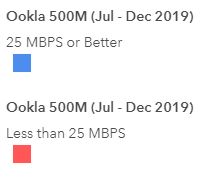 Ookla 500M (Jul - Dec 2019)
25 MBPS or Better
Ookla 500M (Jul - Dec 2019)
Less than 25 MBPS